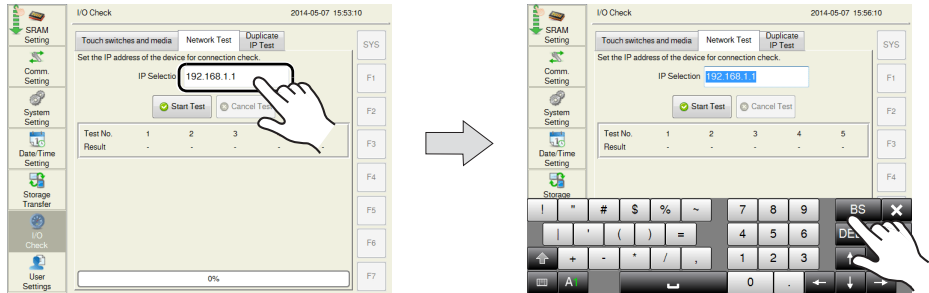 I/O Check 2014-05-07 15:53:10
SRAM
Setting
Comm.
Setting
System
Setting
Date/Time
Setting
Storage
Transfer
I/O
Check
User
Settings
Touch switches and media Network Test Duplicate
IP Test
Set the IP address of the device for connection check.
IP Selectio 192.168.1.1
Start Test Cancel Test
Test No. 1 2 3
Result - - - - -
0%
SYS
F1
F2
F3
F4
F5
F6
F7
I/O Check 2014-05-07 15:56:10
SRAM
Setting
Comm.
Setting
System
Setting
Date/Time
Setting
Storage
Touch switches and media Network Test Duplicate
IP Test
Set the IP address of the device for connection check.
IP Selection 192.168.1.1
Start Test Cancel Test
Test No. 1 2 3 4 5
Result - - - - -
SYS
F1
F2
F3
F4
! " # $ % ~ 7 8 9 BS ×
| ' ( ) = 4 5 6 DEL
+ - * / , 1 2 3 ↑
A1 0 . ← ↓ →